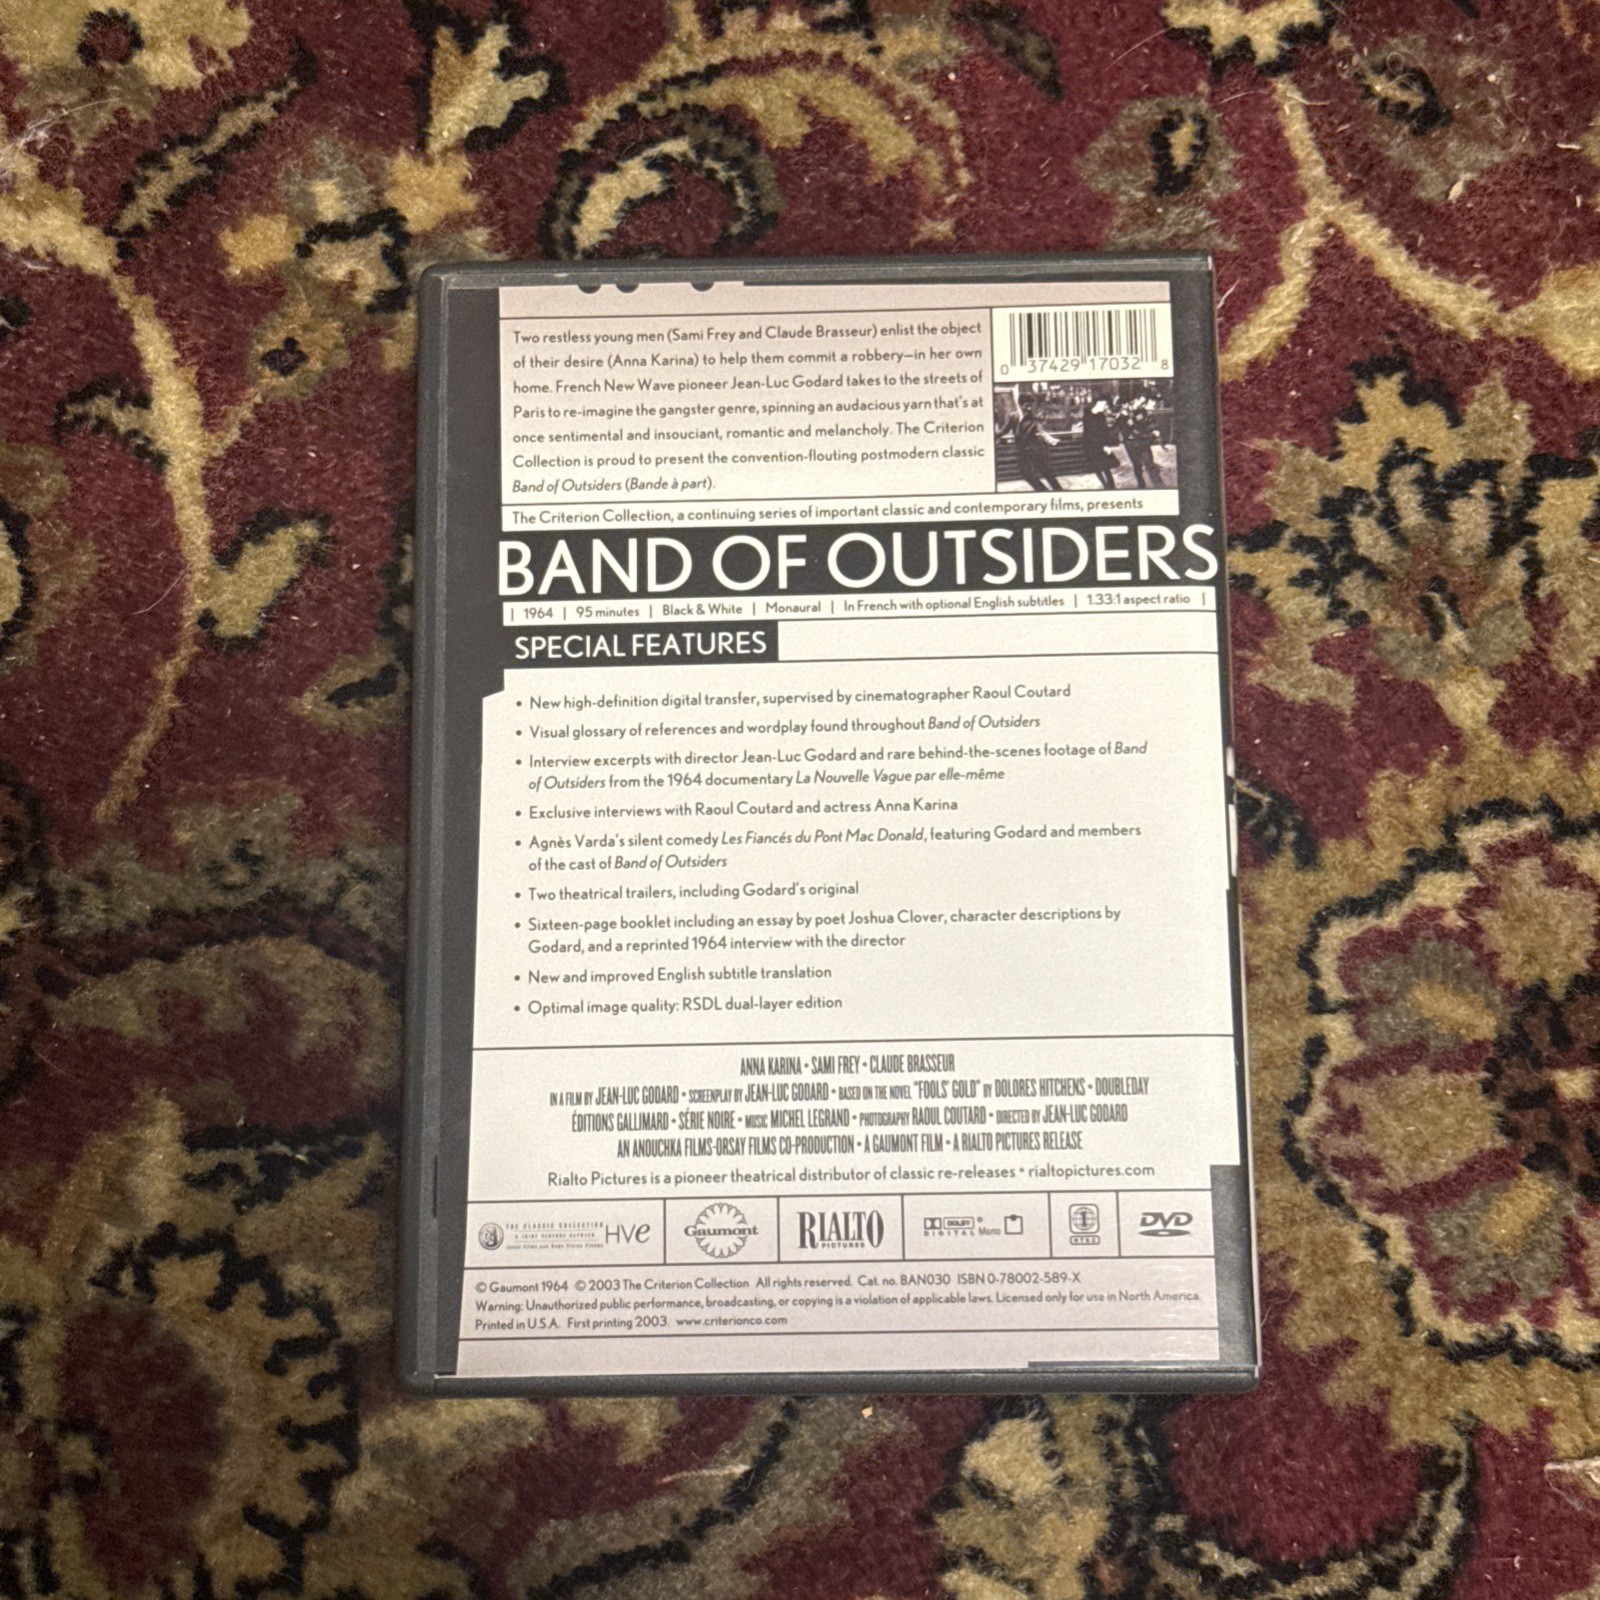 Two restless young men (Sami Frey and Claude Brasseur) enlist the object
of their desire (Anna Karina) to help them commit a robbery—in her own
home. French New Wave pioneer Jean-Luc Godard takes to the streets of
Paris to re-imagine the gangster genre, spinning an audacious yarn that's at
once sentimental and insouciant, romantic and melancholy. The Criterion
Collection is proud to present the convention-flouting postmodern classic
Band of Outsiders (Bande à part).
0 37429 17032 8
The Criterion Collection, a continuing series of important classic and contemporary films, presents
BAND OF OUTSIDERS
| 1964 | 95 minutes | Black & White | Monaural | In French with optional English subtitles | 1.33:1 aspect ratio |
SPECIAL FEATURES
• New high-definition digital transfer, supervised by cinematographer Raoul Coutard
• Visual glossary of references and wordplay found throughout Band of Outsiders
• Interview excerpts with director Jean-Luc Godard and rare behind-the-scenes footage of Band
of Outsiders from the 1964 documentary La Nouvelle Vague par elle-même
• Exclusive interviews with Raoul Coutard and actress Anna Karina
• Agnès Varda's silent comedy Les Fiancés du Pont Mac Donald, featuring Godard and members
of the cast of Band of Outsiders
• Two theatrical trailers, including Godard's original
• Sixteen-page booklet including an essay by poet Joshua Clover, character descriptions by
Godard, and a reprinted 1964 interview with the director
• New and improved English subtitle translation
• Optimal image quality: RSDL dual-layer edition
ANNA KARINA • SAMI FREY • CLAUDE BRASSEUR
IN A FILM BY JEAN-LUC GODARD • SCREENPLAY BY JEAN-LUC GODARD • BASED ON THE NOVEL "FOOLS' GOLD" BY DOLORES HITCHENS • DOUBLEDAY
ÉDITIONS GALLIMARD • SÉRIE NOIRE • MUSIC MICHEL LEGRAND • PHOTOGRAPHY RAOUL COUTARD • DIRECTED BY JEAN-LUC GODARD
AN ANOUCHKA FILMS-ORSAY FILMS CO-PRODUCTION • A GAUMONT FILM • A RIALTO PICTURES RELEASE
Rialto Pictures is a pioneer theatrical distributor of classic re-releases • rialtopictures.com
THE CLASSIC COLLECTION
A JOINT VENTURE BETWEEN
Janus Films and Home Vision Cinema
HVe
Gaumont
RIALTO
PICTURES
DOLBY
DIGITAL Mono
1
NTSC
DVD
© Gaumont 1964 © 2003 The Criterion Collection All rights reserved. Cat. no. BAN030 ISBN 0-78002-589-X
Warning: Unauthorized public performance, broadcasting, or copying is a violation of applicable laws. Licensed only for use in North America.
Printed in U.S.A. First printing 2003. www.criterionco.com